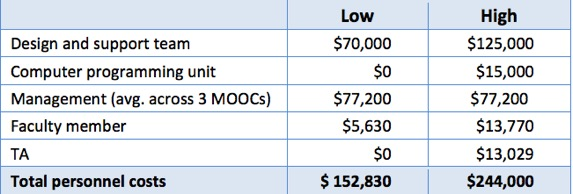 Low High
Design and support team $70,000 $125,000
Computer programming unit $0 $15,000
Management (avg. across 3 MOOCs) $77,200 $77,200
Faculty member $5,630 $13,770
TA $0 $13,029
Total personnel costs $ 152,830 $244,000